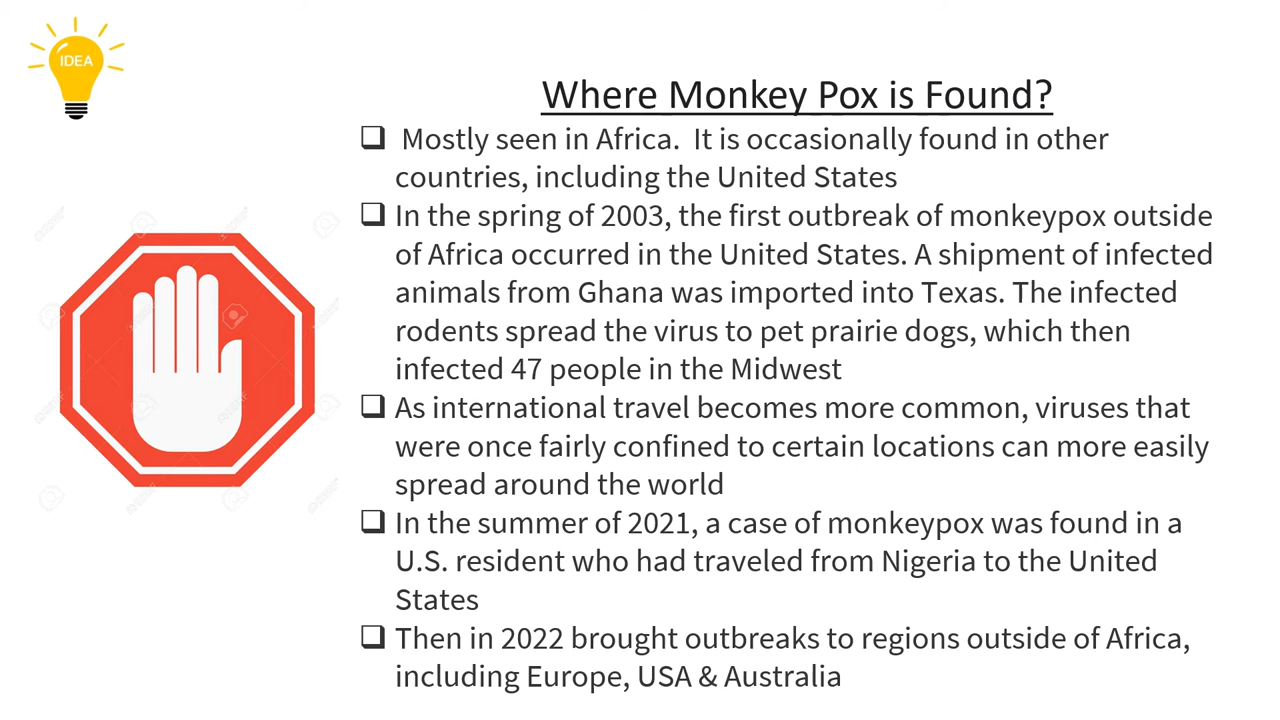 IDEA
Where Monkey Pox is Found?
❑ Mostly seen in Africa.  It is occasionally found in other
countries, including the United States
❑ In the spring of 2003, the first outbreak of monkeypox outside
of Africa occurred in the United States. A shipment of infected
animals from Ghana was imported into Texas. The infected
rodents spread the virus to pet prairie dogs, which then
infected 47 people in the Midwest
❑ As international travel becomes more common, viruses that
were once fairly confined to certain locations can more easily
spread around the world
❑ In the summer of 2021, a case of monkeypox was found in a
U.S. resident who had traveled from Nigeria to the United
States
❑ Then in 2022 brought outbreaks to regions outside of Africa,
including Europe, USA & Australia